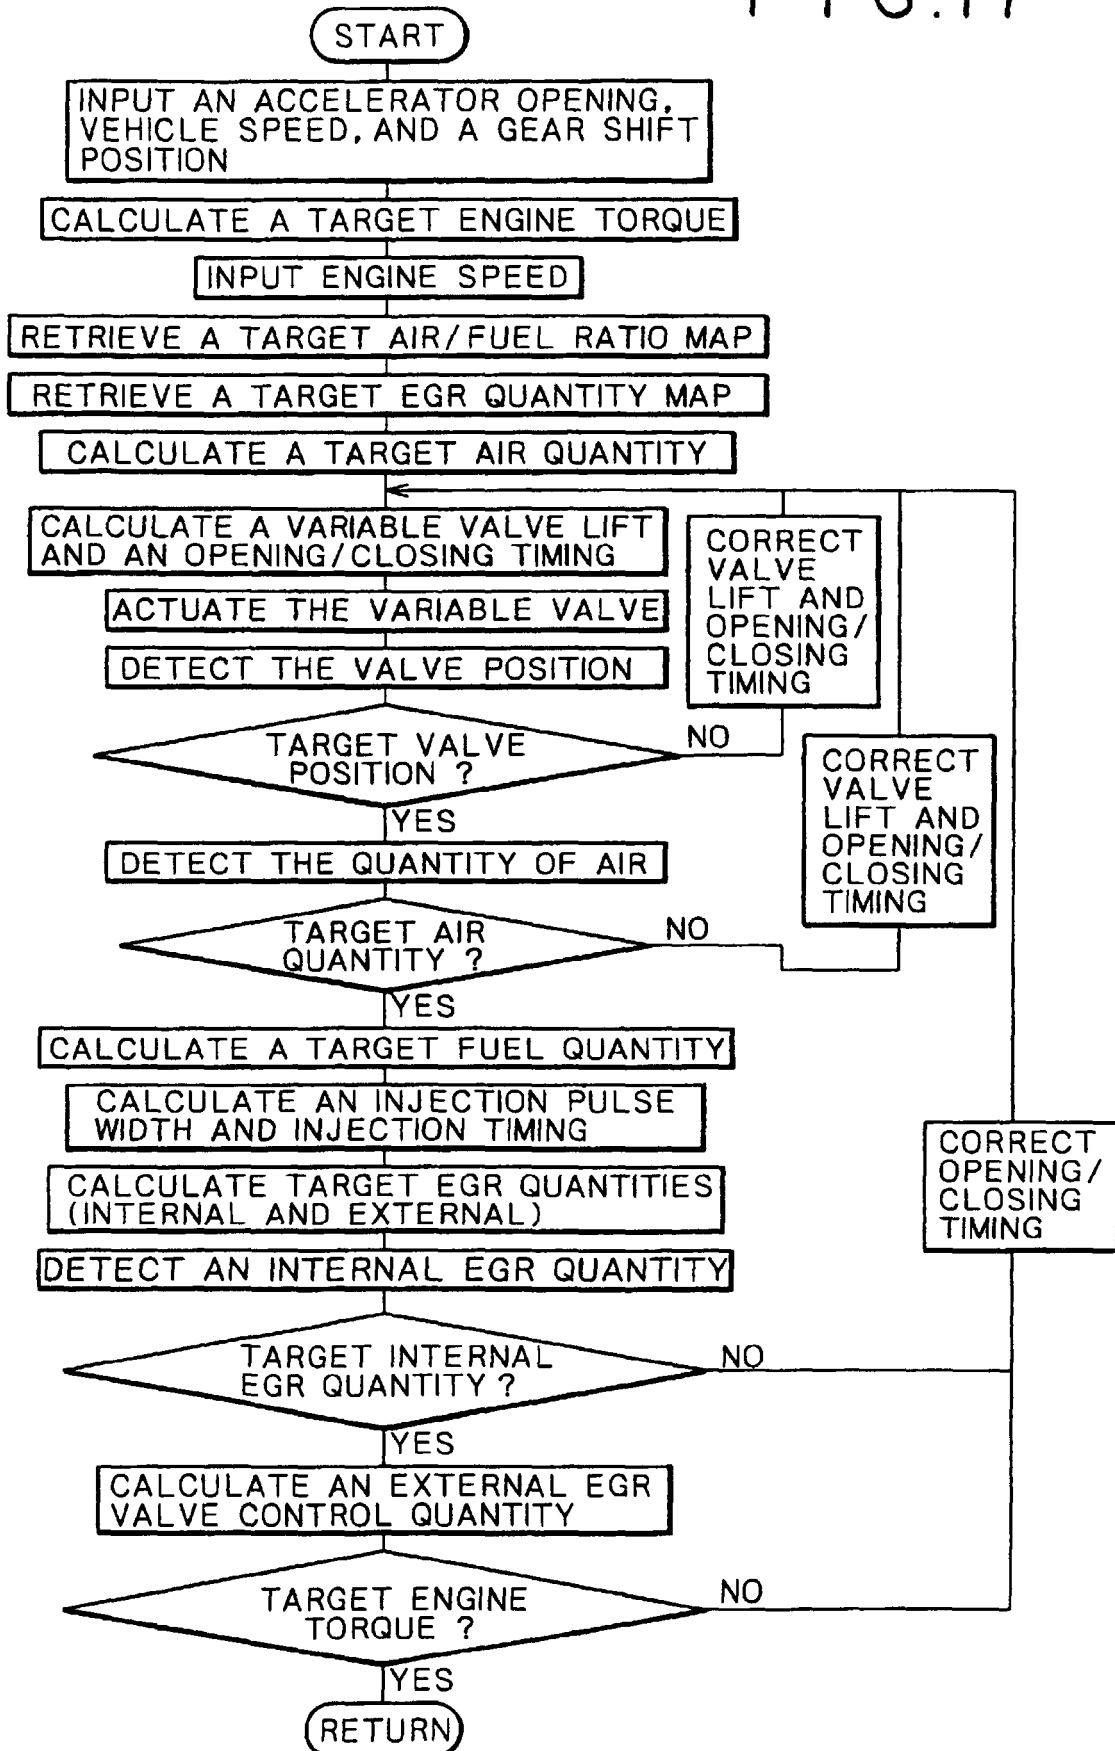 FIG.17
START
INPUT AN ACCELERATOR OPENING,
VEHICLE SPEED, AND A GEAR SHIFT
POSITION
CALCULATE A TARGET ENGINE TORQUE
INPUT ENGINE SPEED
RETRIEVE A TARGET AIR/FUEL RATIO MAP
RETRIEVE A TARGET EGR QUANTITY MAP
CALCULATE A TARGET AIR QUANTITY
CALCULATE A VARIABLE VALVE LIFT
AND AN OPENING/CLOSING TIMING
ACTUATE THE VARIABLE VALVE
DETECT THE VALVE POSITION
TARGET VALVE
POSITION ?
NO
CORRECT
VALVE
LIFT AND
OPENING/
CLOSING
TIMING
YES
DETECT THE QUANTITY OF AIR
TARGET AIR
QUANTITY ?
NO
CORRECT
VALVE
LIFT AND
OPENING/
CLOSING
TIMING
YES
CALCULATE A TARGET FUEL QUANTITY
CALCULATE AN INJECTION PULSE
WIDTH AND INJECTION TIMING
CALCULATE TARGET EGR QUANTITIES
(INTERNAL AND EXTERNAL)
DETECT AN INTERNAL EGR QUANTITY
TARGET INTERNAL
EGR QUANTITY ?
NO
CORRECT
OPENING/
CLOSING
TIMING
YES
CALCULATE AN EXTERNAL EGR
VALVE CONTROL QUANTITY
TARGET ENGINE
TORQUE ?
NO
YES
RETURN